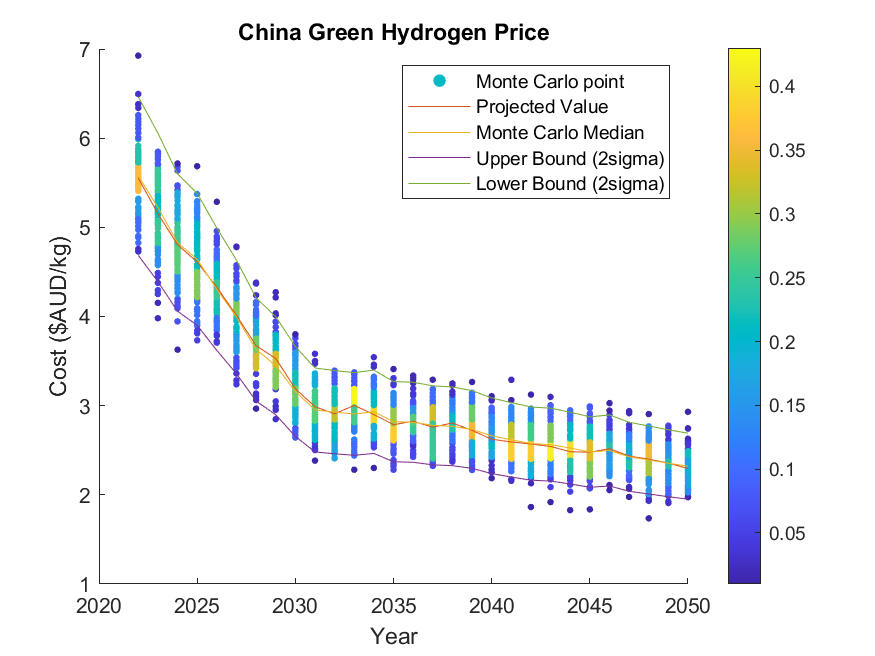 China Green Hydrogen Price
Cost ($AUD/kg)
7
6
5
4
3
2
1
2020
2025
2030
2035
2040
2045
2050
Year
Monte Carlo point
Projected Value
Monte Carlo Median
Upper Bound (2sigma)
Lower Bound (2sigma)
0.4
0.35
0.3
0.25
0.2
0.15
0.1
0.05